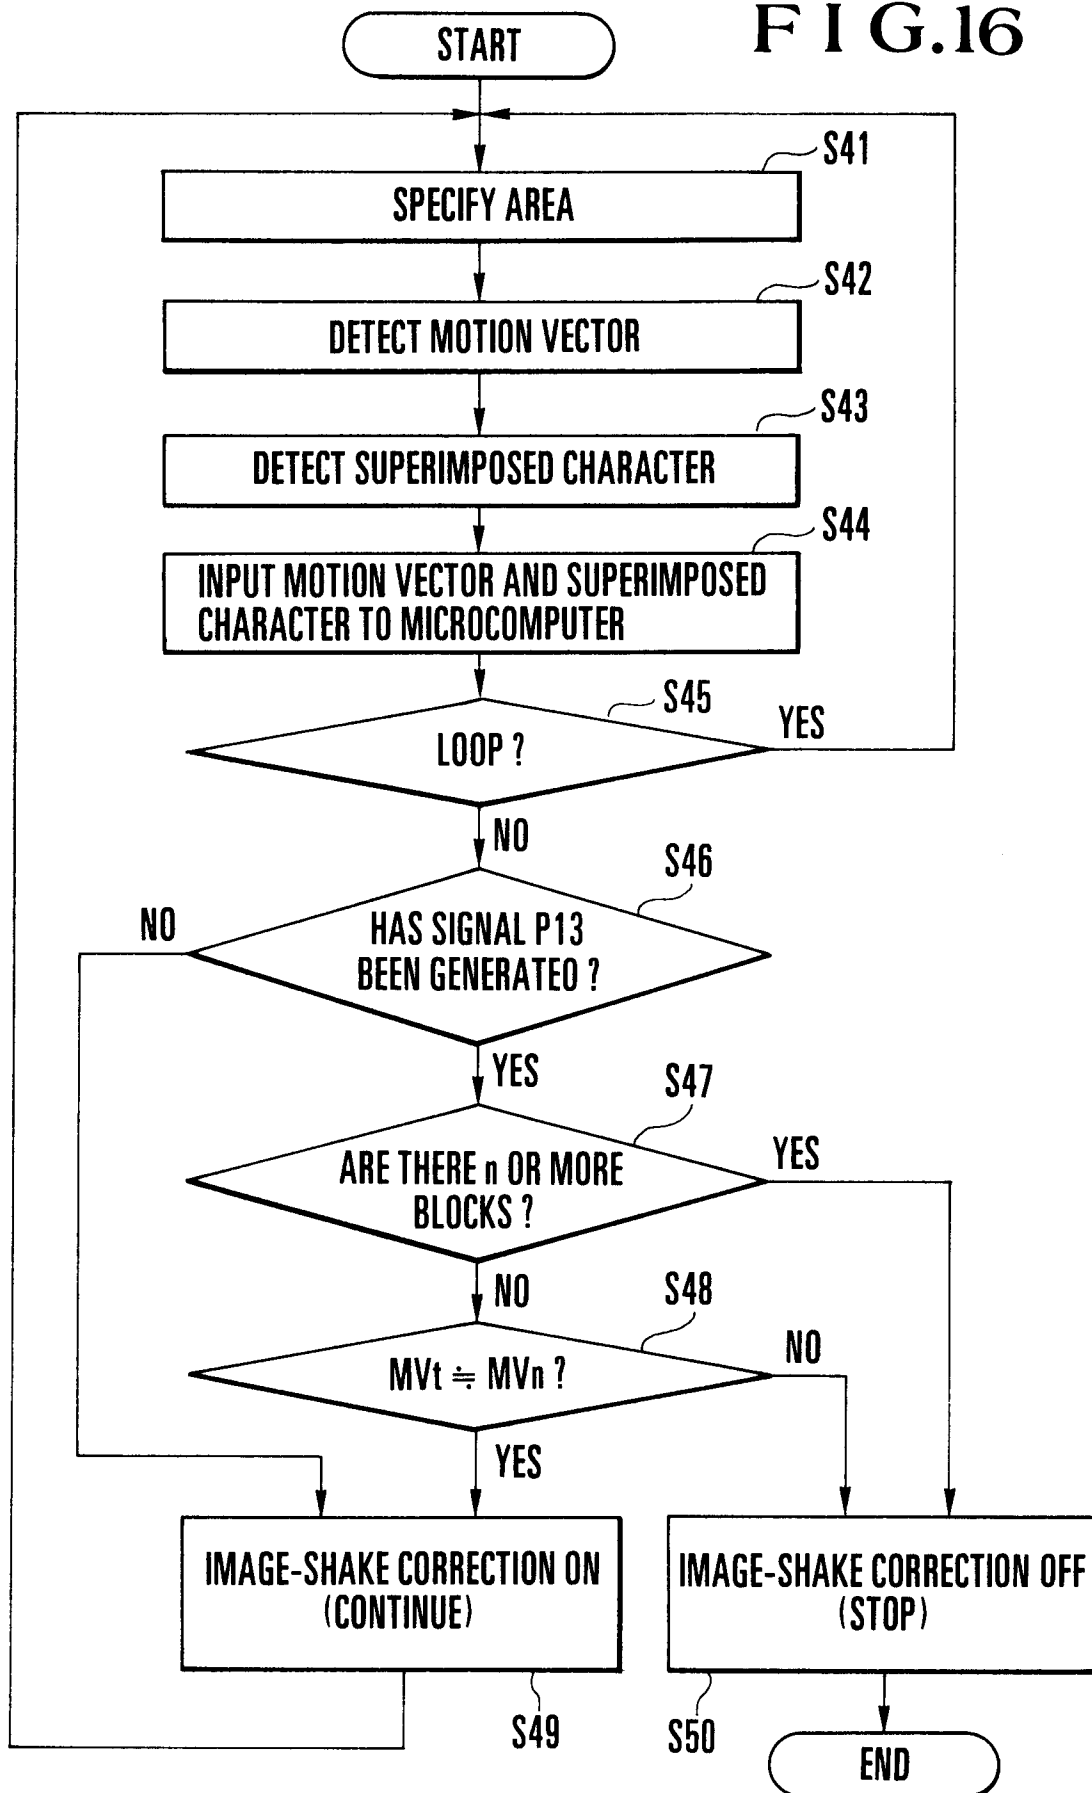 FIG.16
START
S41
SPECIFY AREA
S42
DETECT MOTION VECTOR
S43
DETECT SUPERIMPOSED CHARACTER
S44
INPUT MOTION VECTOR AND SUPERIMPOSED
CHARACTER TO MICROCOMPUTER
S45
YES
LOOP ?
NO
S46
NO
HAS SIGNAL P13
BEEN GENERATED ?
YES
S47
YES
ARE THERE n OR MORE
BLOCKS ?
NO
S48
NO
MVt ≒ MVn ?
YES
IMAGE-SHAKE CORRECTION ON
(CONTINUE)
IMAGE-SHAKE CORRECTION OFF
(STOP)
S49
S50
END